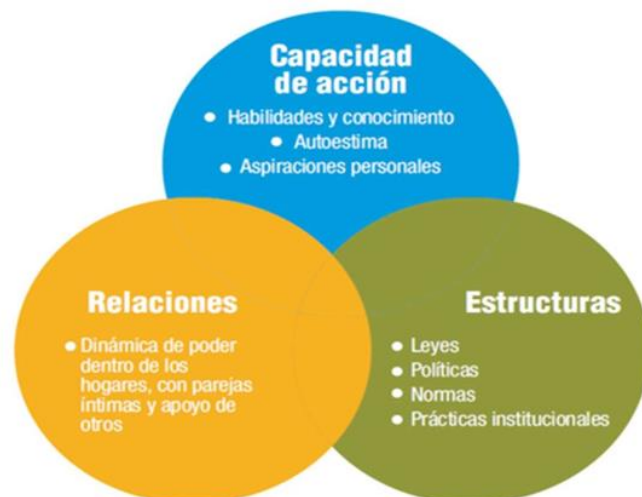 Capacidad
de acción
• Habilidades y conocimiento
• Autoestima
• Aspiraciones personales
Relaciones
• Dinámica de poder
dentro de los
hogares, con parejas
íntimas y apoyo de
otros
Estructuras
• Leyes
• Políticas
• Normas
• Prácticas institucionales